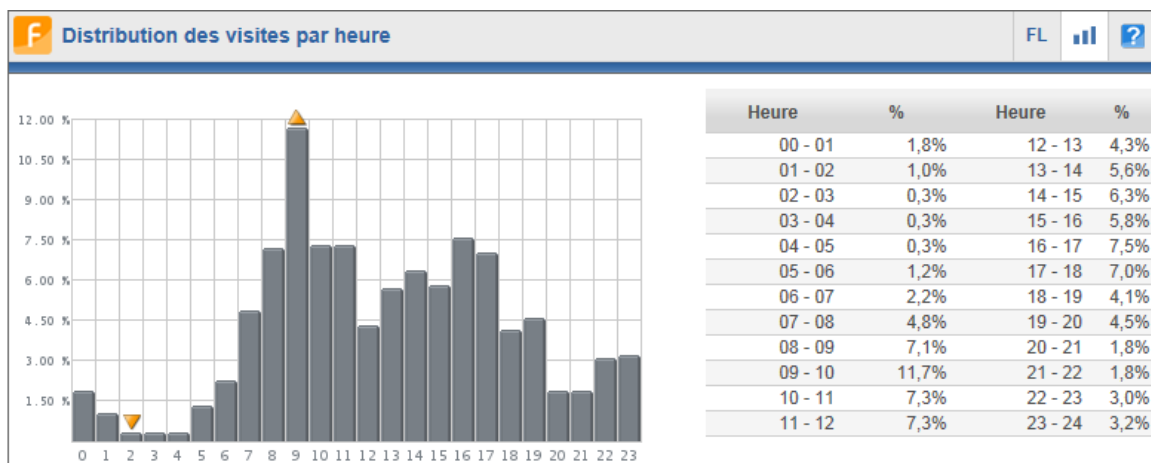 Distribution des visites par heure FL ?
12.00 %
10.50 %
9.00 %
7.50 %
6.00 %
4.50 %
3.00 %
1.50 %
0 1 2 3 4 5 6 7 8 9 10 11 12 13 14 15 16 17 18 19 20 21 22 23
Heure % Heure %
00 - 01 1,8% 12 - 13 4,3%
01 - 02 1,0% 13 - 14 5,6%
02 - 03 0,3% 14 - 15 6,3%
03 - 04 0,3% 15 - 16 5,8%
04 - 05 0,3% 16 - 17 7,5%
05 - 06 1,2% 17 - 18 7,0%
06 - 07 2,2% 18 - 19 4,1%
07 - 08 4,8% 19 - 20 4,5%
08 - 09 7,1% 20 - 21 1,8%
09 - 10 11,7% 21 - 22 1,8%
10 - 11 7,3% 22 - 23 3,0%
11 - 12 7,3% 23 - 24 3,2%